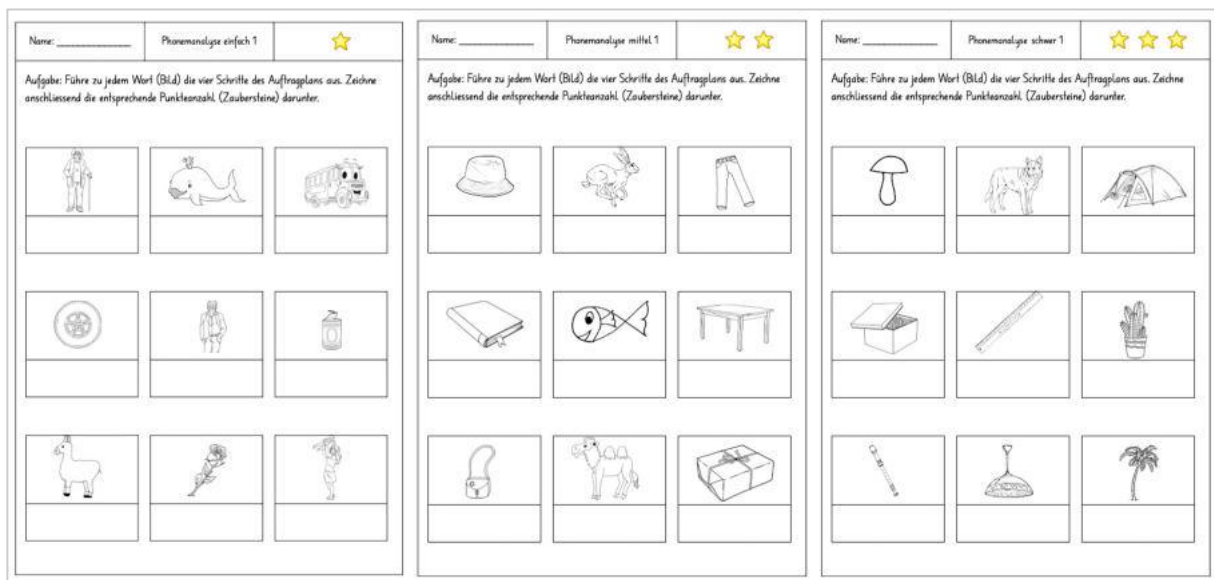 Name: _______________
Phonemanalyse einfach 1
Aufgabe: Führe zu jedem Wort (Bild) die vier Schritte des Auftragplans aus. Zeichne
anschliessend die entsprechende Punkteanzahl (Zaubersteine) darunter.
Name: _______________
Phonemanalyse mittel 1
Aufgabe: Führe zu jedem Wort (Bild) die vier Schritte des Auftragplans aus. Zeichne
anschliessend die entsprechende Punkteanzahl (Zaubersteine) darunter.
Name: _______________
Phonemanalyse schwer 1
Aufgabe: Führe zu jedem Wort (Bild) die vier Schritte des Auftragplans aus. Zeichne
anschliessend die entsprechende Punkteanzahl (Zaubersteine) darunter.